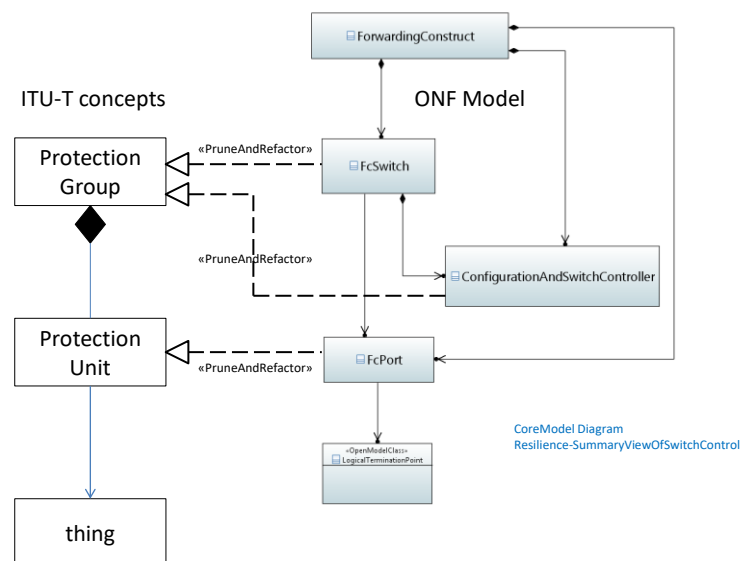 ForwardingConstruct
ITU-T concepts
ONF Model
Protection
Group
«PruneAndRefactor»
FcSwitch
«PruneAndRefactor»
ConfigurationAndSwitchController
Protection
Unit
«PruneAndRefactor»
FcPort
CoreModel Diagram
Resilience-SummaryViewOfSwitchControl
«OpenModelClass»
LogicalTerminationPoint
thing